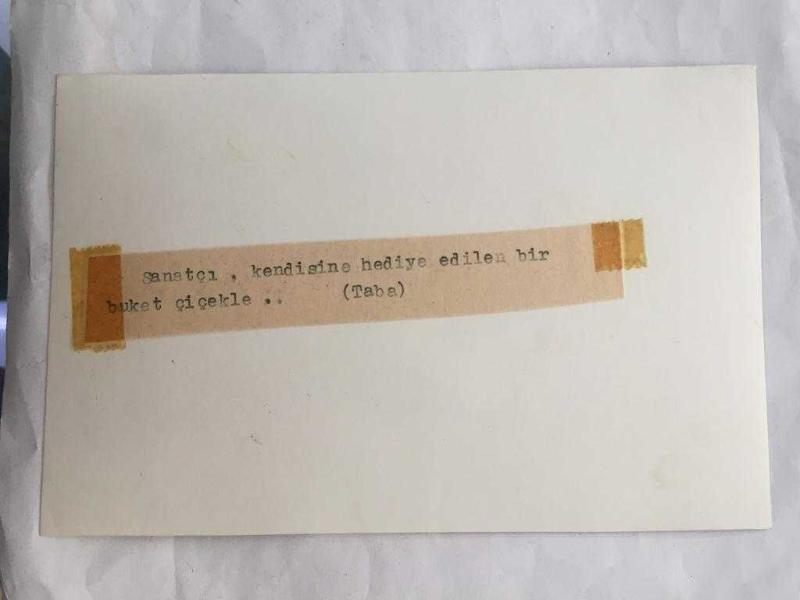 Sanatçı , kendisine hediye edilen bir
buket çiçekle .. (Taba)